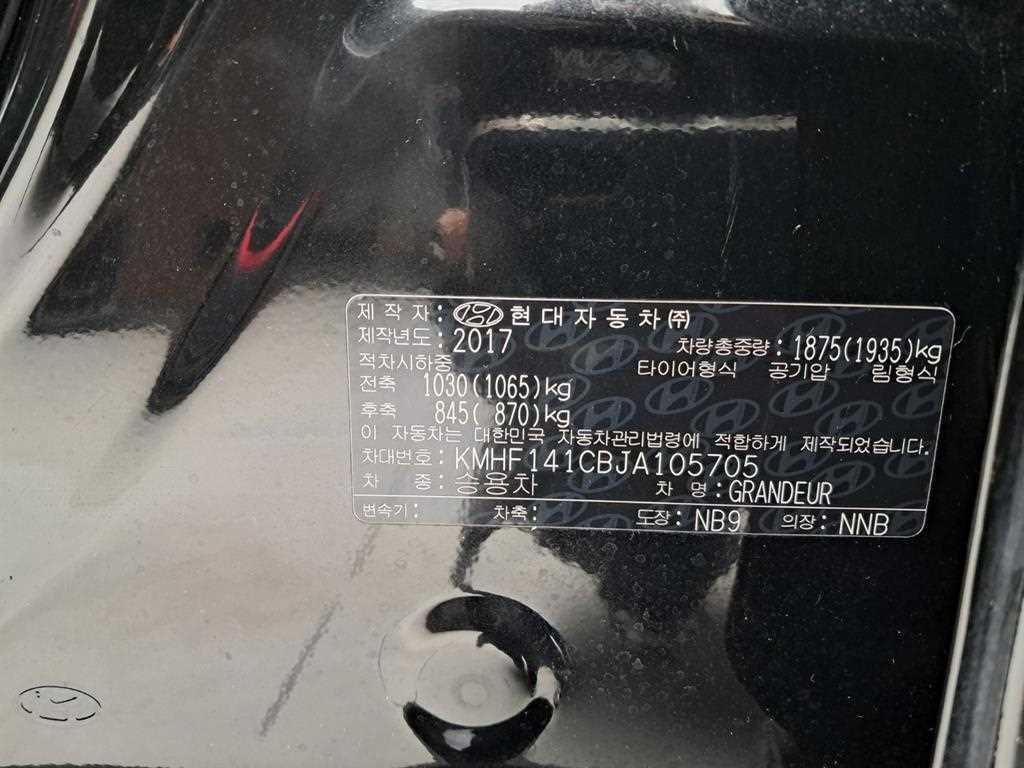 제 작 자: 현 대 자 동 차 ㈜
제작년도: 2017 차량총중량: 1875(1935)kg
적차시하중 타이어형식 공기압 림형식
전축 1030(1065)kg
후축 845( 870)kg
이 자동차는 대한민국 자동차관리법령에 적합하게 제작되었습니다.
차대번호: KMHF141CBJA105705
차 종: 승용차 차 명: GRANDEUR
변속기: 차축: 도장: NB9 의장: NNB